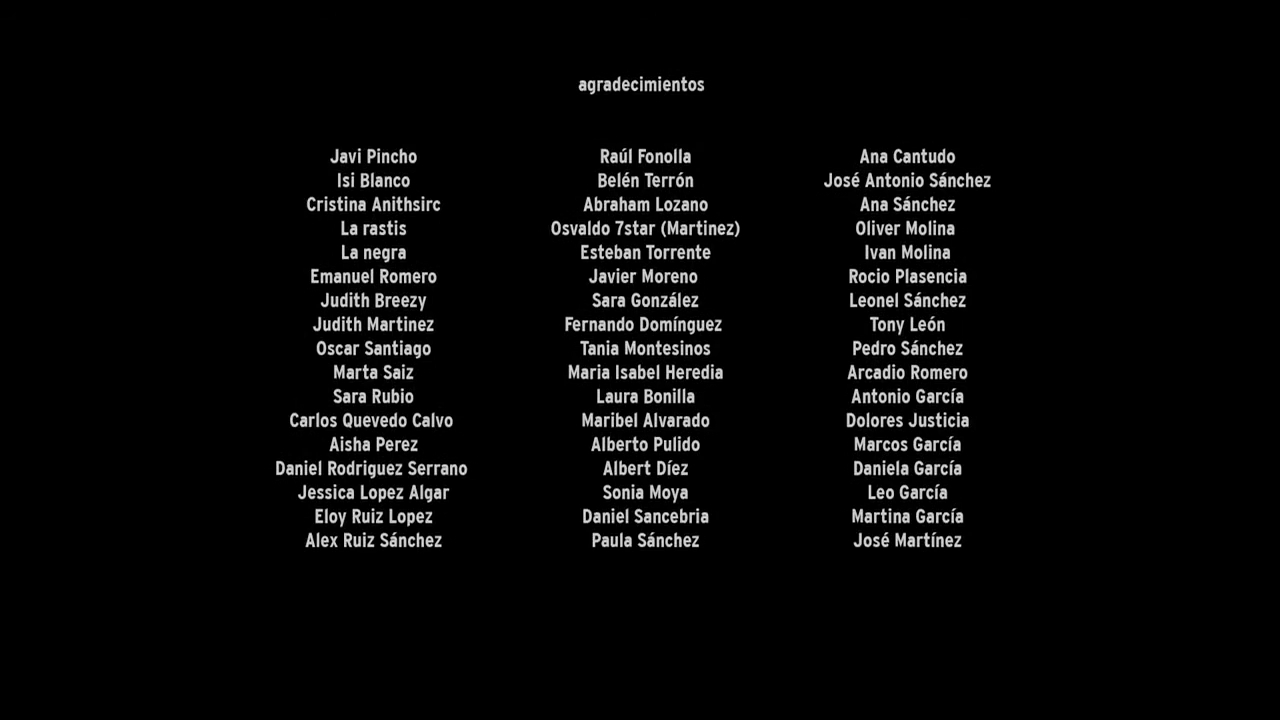 agradecimientos
Javi Pincho
Isi Blanco
Cristina Anithsirc
La rastis
La negra
Emanuel Romero
Judith Breezy
Judith Martinez
Oscar Santiago
Marta Saiz
Sara Rubio
Carlos Quevedo Calvo
Aisha Perez
Daniel Rodriguez Serrano
Jessica Lopez Algar
Eloy Ruiz Lopez
Alex Ruiz Sánchez
Raúl Fonolla
Belén Terrón
Abraham Lozano
Osvaldo 7star (Martinez)
Esteban Torrente
Javier Moreno
Sara González
Fernando Domínguez
Tania Montesinos
Maria Isabel Heredia
Laura Bonilla
Maribel Alvarado
Alberto Pulido
Albert Díez
Sonia Moya
Daniel Sancebria
Paula Sánchez
Ana Cantudo
José Antonio Sánchez
Ana Sánchez
Oliver Molina
Ivan Molina
Rocio Plasencia
Leonel Sánchez
Tony León
Pedro Sánchez
Arcadio Romero
Antonio García
Dolores Justicia
Marcos García
Daniela García
Leo García
Martina García
José Martínez